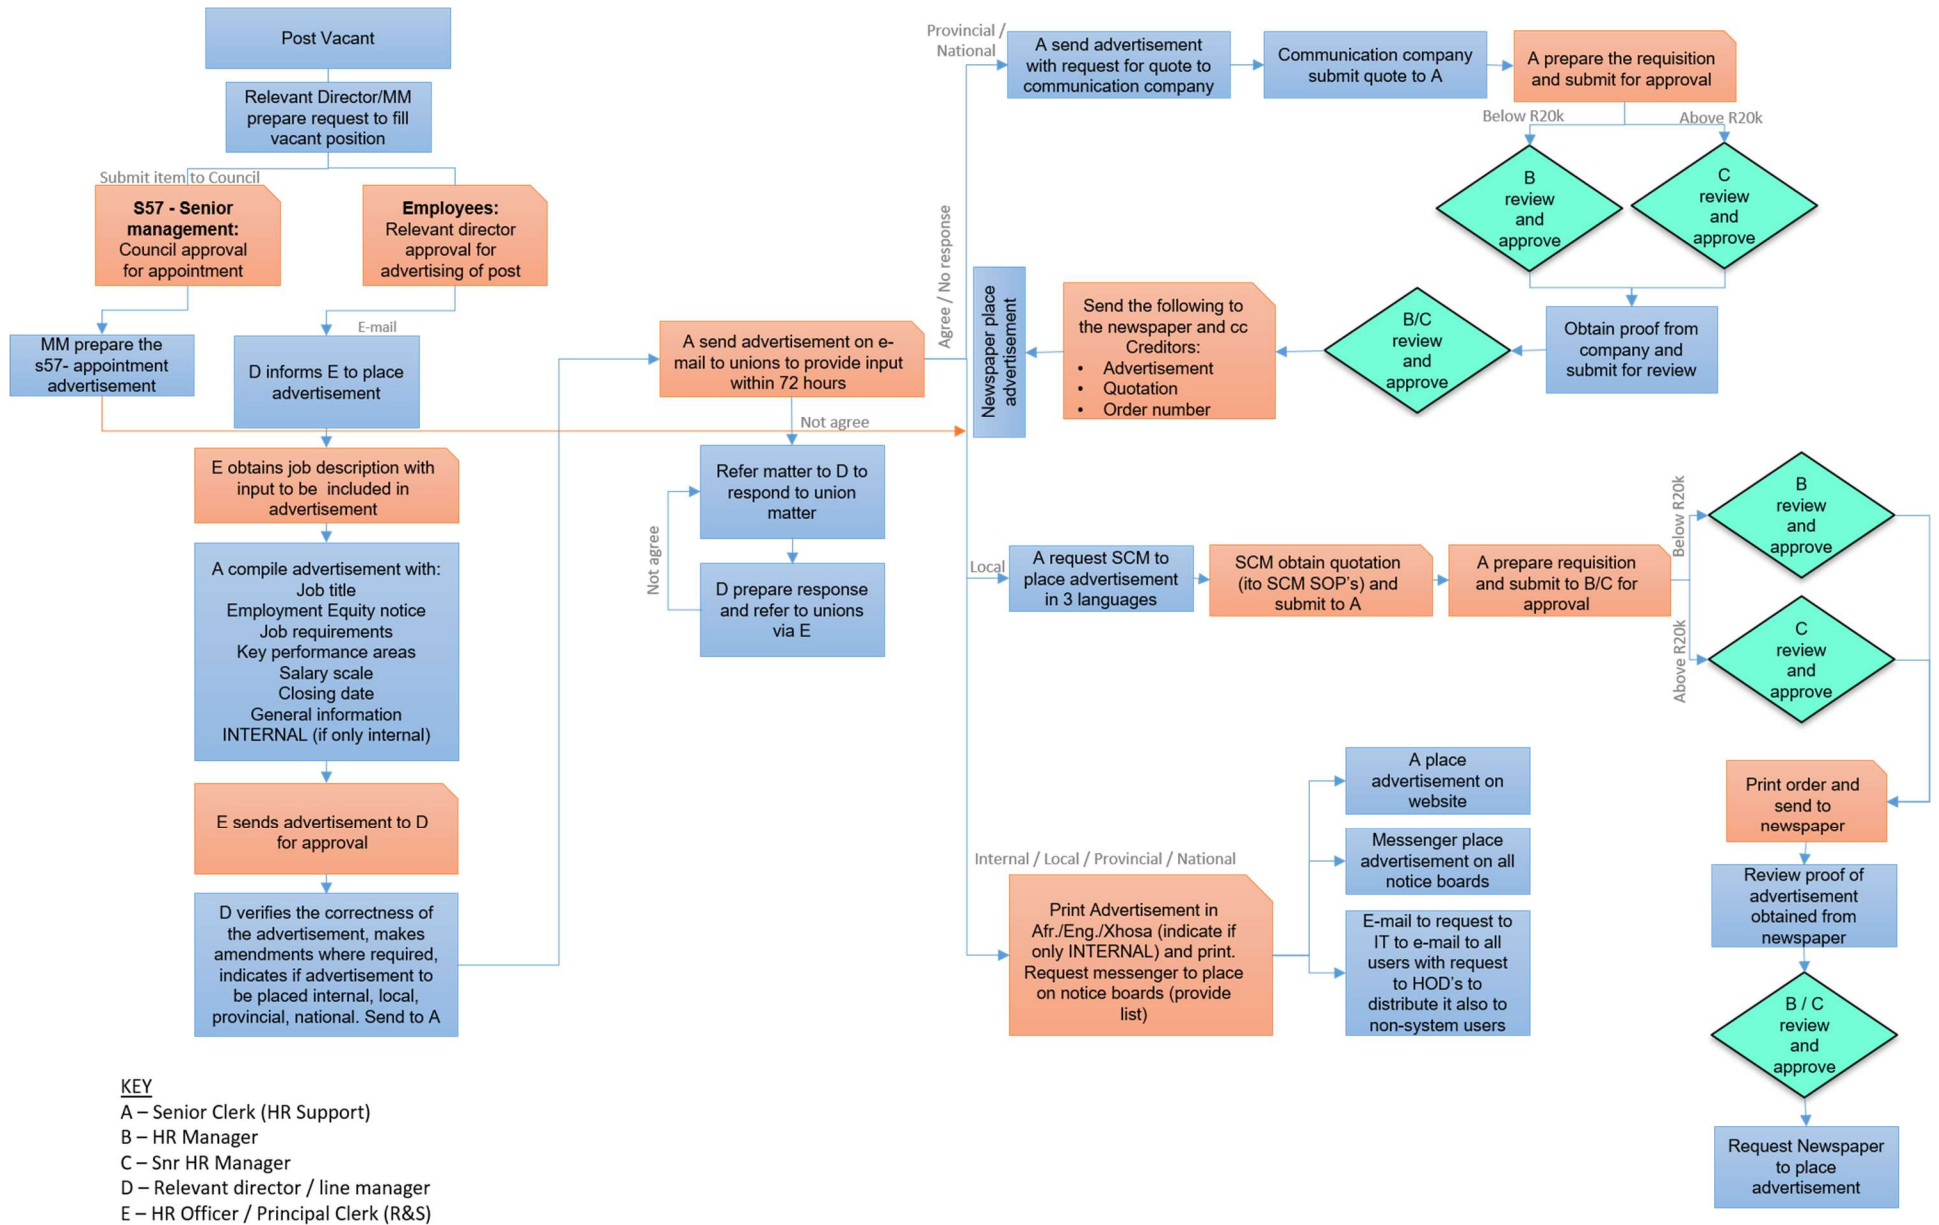 Post Vacant
Relevant Director/MM
prepare request to fill
vacant position
Submit item to Council
S57 - Senior
management:
Council approval
for appointment
Employees:
Relevant director
approval for
advertising of post
MM prepare the
s57- appointment
advertisement
E-mail
D informs E to place
advertisement
E obtains job description with
input to be included in
advertisement
A compile advertisement with:
Job title
Employment Equity notice
Job requirements
Key performance areas
Salary scale
Closing date
General information
INTERNAL (if only internal)
E sends advertisement to D
for approval
D verifies the correctness of
the advertisement, makes
amendments where required,
indicates if advertisement to
be placed internal, local,
provincial, national. Send to A
A send advertisement on e-
mail to unions to provide input
within 72 hours
Not agree
Refer matter to D to
respond to union
matter
Not agree
D prepare response
and refer to unions
via E
Agree / No response
Provincial /
National
A send advertisement
with request for quote to
communication company
Communication company
submit quote to A
A prepare the requisition
and submit for approval
Below R20k
Above R20k
B
review
and
approve
C
review
and
approve
Obtain proof from
company and
submit for review
B/C
review
and
approve
Send the following to
the newspaper and cc
Creditors:
• Advertisement
• Quotation
• Order number
Newspaper place
advertisement
Local
A request SCM to
place advertisement
in 3 languages
SCM obtain quotation
(ito SCM SOP's) and
submit to A
A prepare requisition
and submit to B/C for
approval
Below R20k
Above R20k
B
review
and
approve
C
review
and
approve
Print order and
send to
newspaper
Review proof of
advertisement
obtained from
newspaper
B / C
review
and
approve
Request Newspaper
to place
advertisement
Internal / Local / Provincial / National
Print Advertisement in
Afr./Eng./Xhosa (indicate if
only INTERNAL) and print.
Request messenger to place
on notice boards (provide
list)
A place
advertisement on
website
Messenger place
advertisement on all
notice boards
E-mail to request to
IT to e-mail to all
users with request
to HOD's to
distribute it also to
non-system users
KEY
A – Senior Clerk (HR Support)
B – HR Manager
C – Snr HR Manager
D – Relevant director / line manager
E – HR Officer / Principal Clerk (R&S)